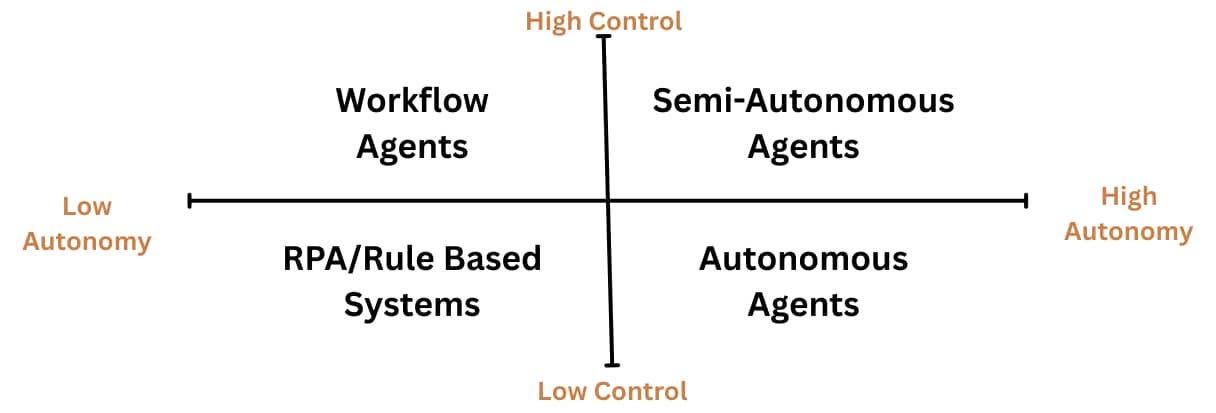 High Control
Workflow
Agents
Semi-Autonomous
Agents
Low
Autonomy
High
Autonomy
RPA/Rule Based
Systems
Autonomous
Agents
Low Control